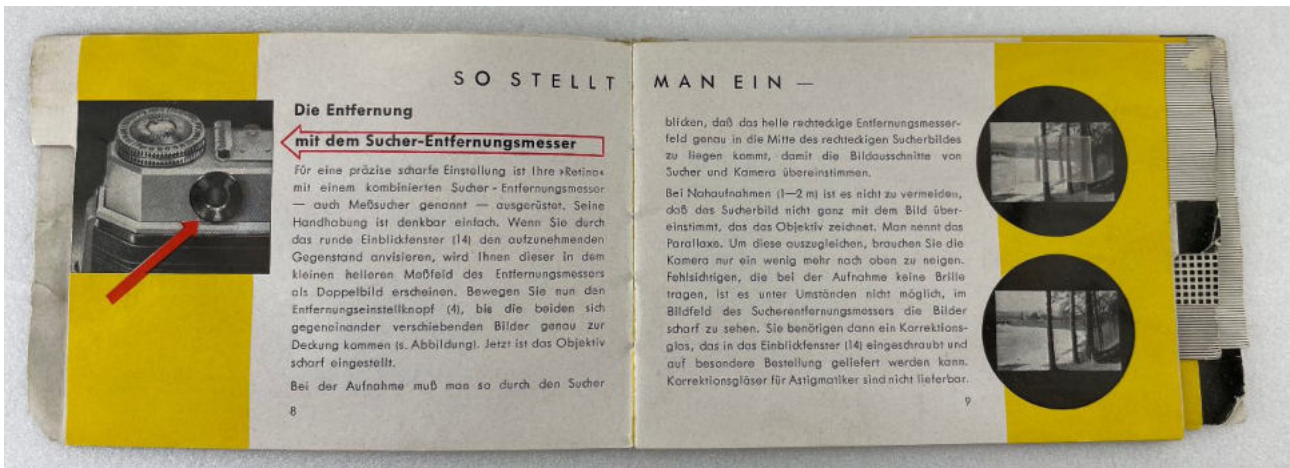 SO STELLT MAN EIN —
Die Entfernung
mit dem Sucher-Entfernungsmesser
Für eine präzise scharfe Einstellung ist Ihre »Retina«
mit einem kombinierten Sucher - Entfernungsmesser
— auch Meßsucher genannt — ausgerüstet. Seine
Handhabung ist denkbar einfach. Wenn Sie durch
das runde Einblickfenster (14) den aufzunehmenden
Gegenstand anvisieren, wird Ihnen dieser in dem
kleinen helleren Meßfeld des Entfernungsmessers
als Doppelbild erscheinen. Bewegen Sie nun den
Entfernungseinstellknopf (4), bis die beiden sich
gegeneinander verschiebenden Bilder genau zur
Deckung kommen (s. Abbildung). Jetzt ist das Objektiv
scharf eingestellt.
Bei der Aufnahme muß man so durch den Sucher
8
blicken, daß das helle rechteckige Entfernungsmesser-
feld genau in die Mitte des rechteckigen Sucherbildes
zu liegen kommt, damit die Bildausschnitte von
Sucher und Kamera übereinstimmen.
Bei Nahaufnahmen (1—2 m) ist es nicht zu vermeiden,
daß das Sucherbild nicht ganz mit dem Bild über-
einstimmt, das das Objektiv zeichnet. Man nennt das
Parallaxe. Um diese auszugleichen, brauchen Sie die
Kamera nur ein wenig mehr nach oben zu neigen.
Fehlsichtigen, die bei der Aufnahme keine Brille
tragen, ist es unter Umständen nicht möglich, im
Bildfeld des Sucherentfernungsmessers die Bilder
scharf zu sehen. Sie benötigen dann ein Korrektions-
glas, das in das Einblickfenster (14) eingeschraubt und
auf besondere Bestellung geliefert werden kann.
Korrektionsgläser für Astigmatiker sind nicht lieferbar.
9